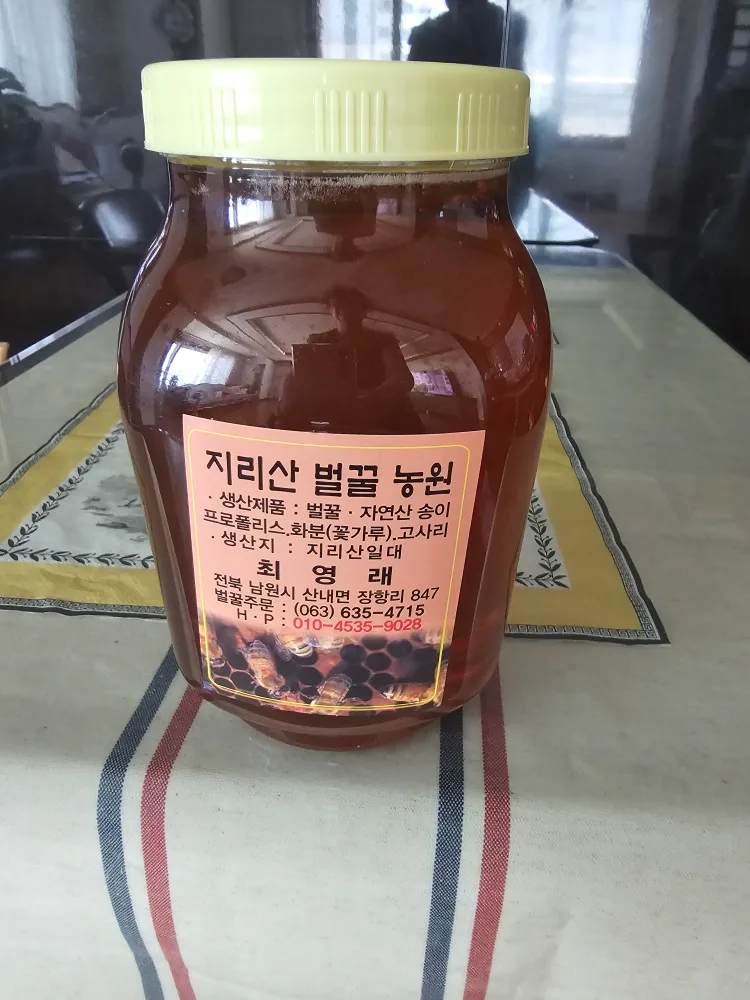 지리산 벌꿀 농원
· 생산제품 : 벌꿀 · 자연산 송이
프로폴리스.화분(꽃가루).고사리
· 생산지 : 지리산일대
최 영 래
전북 남원시 산내면 장항리 847
벌꿀주문 : (063) 635-4715
H · P : 010-4535-9028